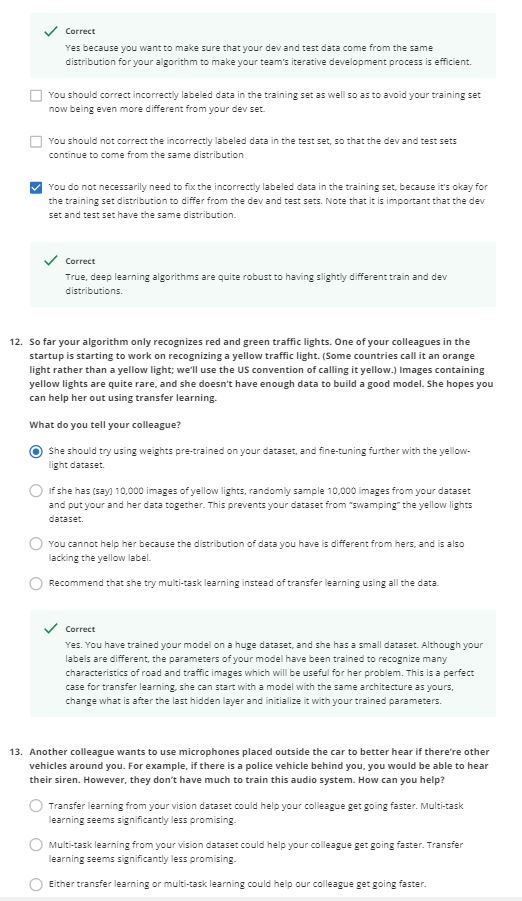 Correct
Yes because you want to make sure that your dev and test data come from the same
distribution for your algorithm to make your team's iterative development process is efficient.
You should correct incorrectly labeled data in the training set as well so as to avoid your training set
now being even more different from your dev set.
You should not correct the incorrectly labeled data in the test set, so that the dev and test sets
continue to come from the same distribution
You do not necessarily need to fix the incorrectly labeled data in the training set, because it's okay for
the training set distribution to differ from the dev and test sets. Note that it is important that the dev
set and test set have the same distribution.
Correct
True, deep learning algorithms are quite robust to having slightly different train and dev
distributions.
12. So far your algorithm only recognizes red and green traffic lights. One of your colleagues in the
startup is starting to work on recognizing a yellow traffic light. (Some countries call it an orange
light rather than a yellow light; we'll use the US convention of calling it yellow.) Images containing
yellow lights are quite rare, and she doesn't have enough data to build a good model. She hopes you
can help her out using transfer learning.
What do you tell your colleague?
She should try using weights pre-trained on your dataset, and fine-tuning further with the yellow-
light dataset.
If she has (say) 10,000 images of yellow lights, randomly sample 10,000 images from your dataset
and put your and her data together. This prevents your dataset from "swamping" the yellow lights
dataset.
You cannot help her because the distribution of data you have is different from hers, and is also
lacking the yellow label.
Recommend that she try multi-task learning instead of transfer learning using all the data.
Correct
Yes. You have trained your model on a huge dataset, and she has a small dataset. Although your
labels are different, the parameters of your model have been trained to recognize many
characteristics of road and traffic images which will be useful for her problem. This is a perfect
case for transfer learning, she can start with a model with the same architecture as yours,
change what is after the last hidden layer and initialize it with your trained parameters.
13. Another colleague wants to use microphones placed outside the car to better hear if there're other
vehicles around you. For example, if there is a police vehicle behind you, you would be able to hear
their siren. However, they don't have much to train this audio system. How can you help?
Transfer learning from your vision dataset could help your colleague get going faster. Multi-task
learning seems significantly less promising.
Multi-task learning from your vision dataset could help your colleague get going faster. Transfer
learning seems significantly less promising.
Either transfer learning or multi-task learning could help our colleague get going faster.